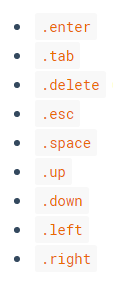 .enter
.tab
.delete
.esc
.space
.up
.down
.left
.right